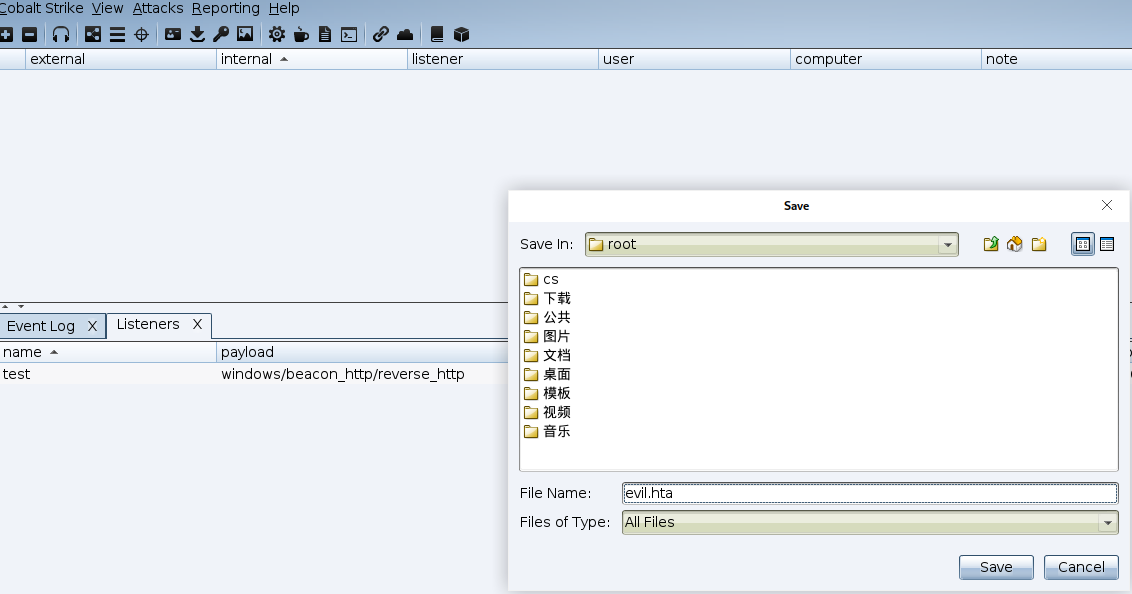 Cobalt Strike View Attacks Reporting Help
external internal listener user computer note
Save
Save In: root
cs
下载
公共
图片
文档
桌面
模板
视频
音乐
File Name: evil.hta
Files of Type: All Files
Save Cancel
Event Log X Listeners X
name payload
test windows/beacon_http/reverse_http